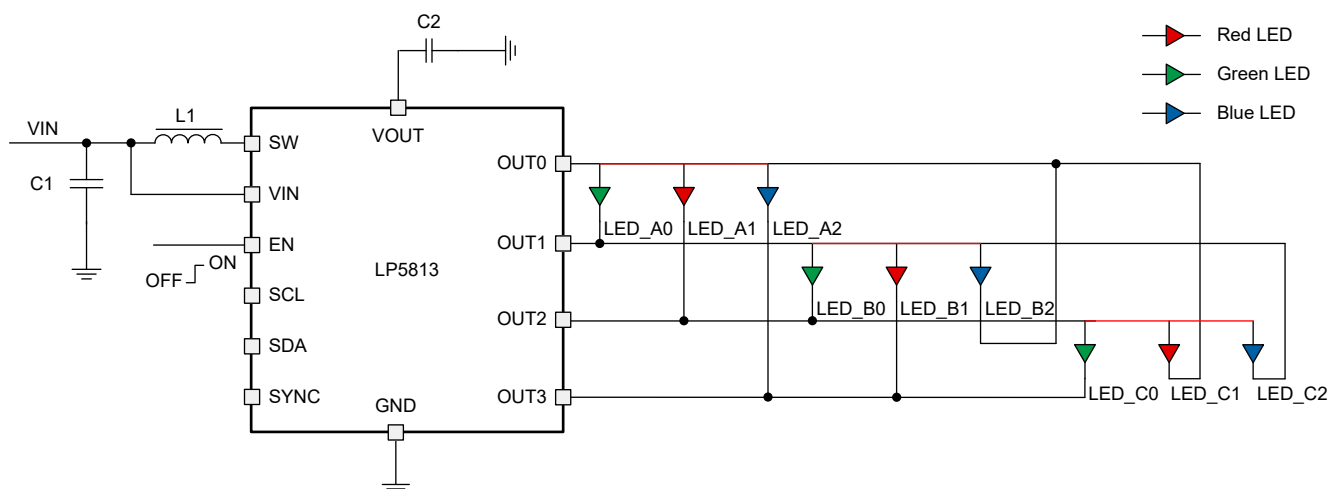 C2
Red LED
Green LED
Blue LED
VIN
L1
SW
VOUT
OUT0
C1
VIN
LED_A0
LED_A1
LED_A2
EN
OUT1
OFF
ON
LP5813
SCL
OUT2
LED_B0
LED_B1
LED_B2
SDA
SYNC
GND
OUT3
LED_C0
LED_C1
LED_C2